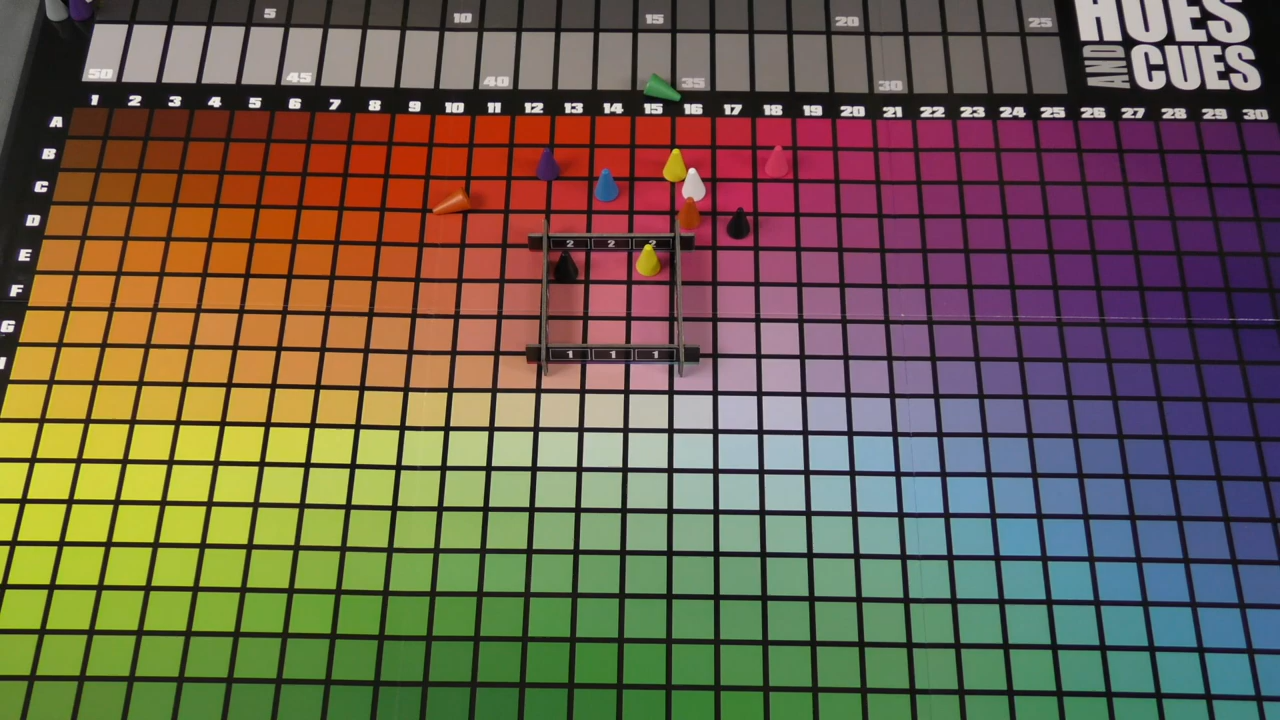 5 10 15 20 25
HUES
AND
CUES
50 45 40 35 30
1 2 3 4 5 6 7 8 9 10 11 12 13 14 15 16 17 18 19 20 21 22 23 24 25 26 27 28 29 30
A
B
C
D
2 2 2
E
F
G
1 1 1